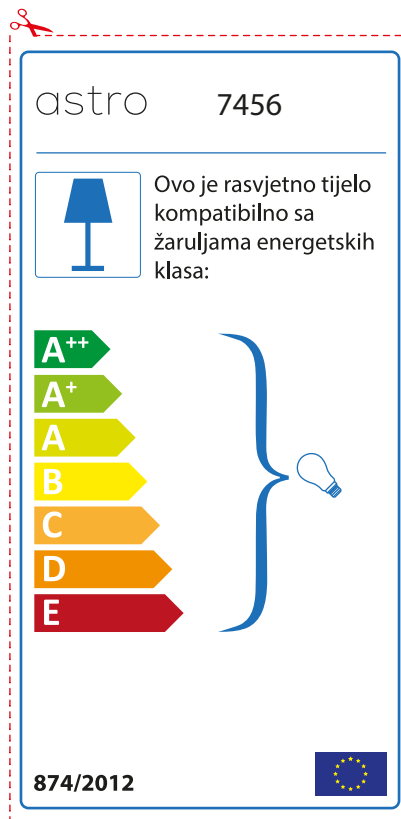 astro 7456
Ovo je rasvjetno tijelo
kompatibilno sa
žaruljama energetskih
klasa:
A++
A+
A
B
C
D
E
874/2012